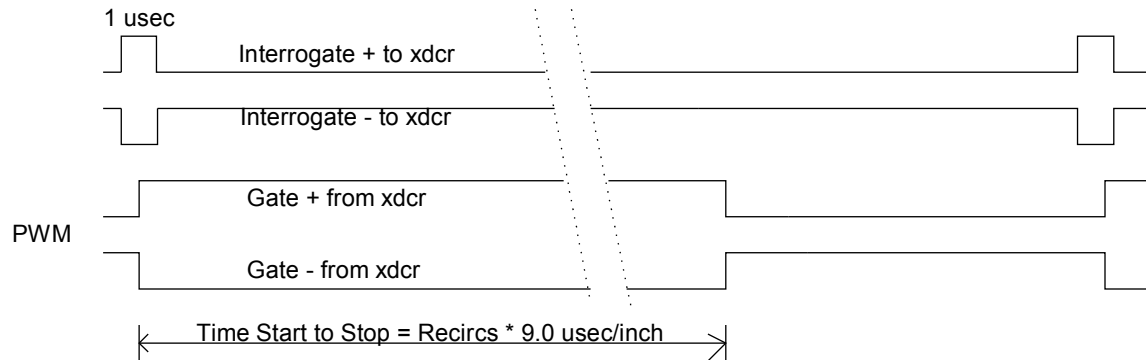 1 usec
Interrogate + to xdcr
Interrogate - to xdcr
Gate + from xdcr
PWM
Gate - from xdcr
Time Start to Stop = Recircs * 9.0 usec/inch